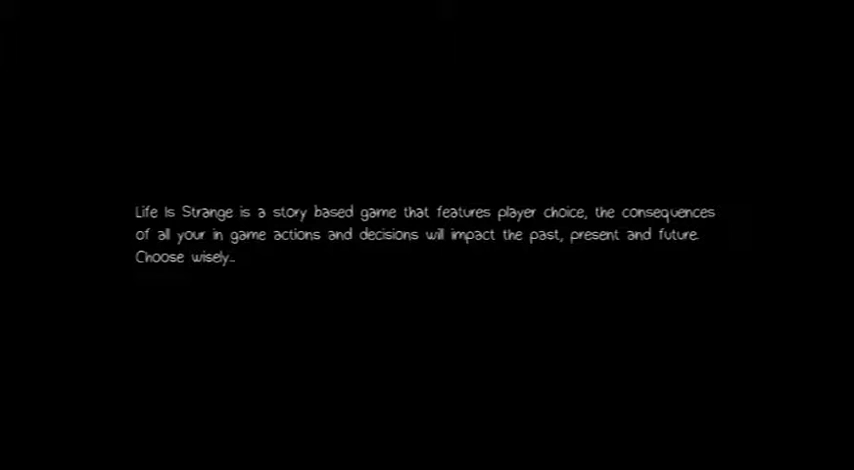 Life Is Strange is a story based game that features player choice, the consequences
of all your in game actions and decisions will impact the past, present and future.
Choose wisely...